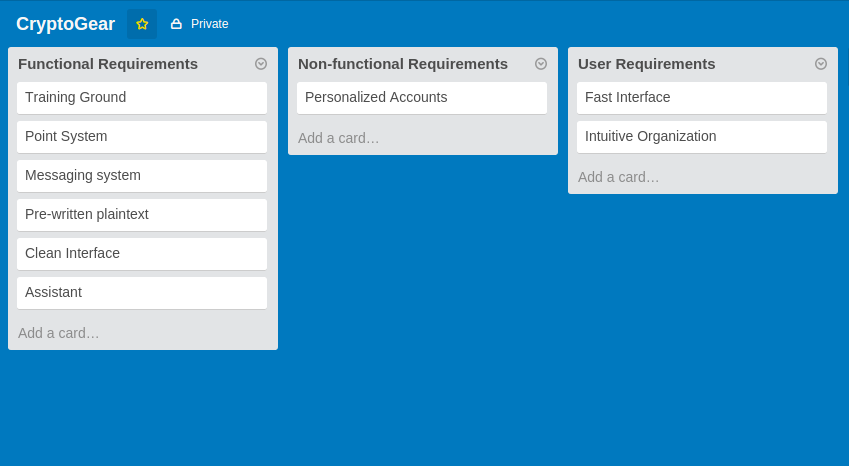 CryptoGear
Private
Functional Requirements
Training Ground
Point System
Messaging system
Pre-written plaintext
Clean Interface
Assistant
Add a card…
Non-functional Requirements
Personalized Accounts
Add a card…
User Requirements
Fast Interface
Intuitive Organization
Add a card…